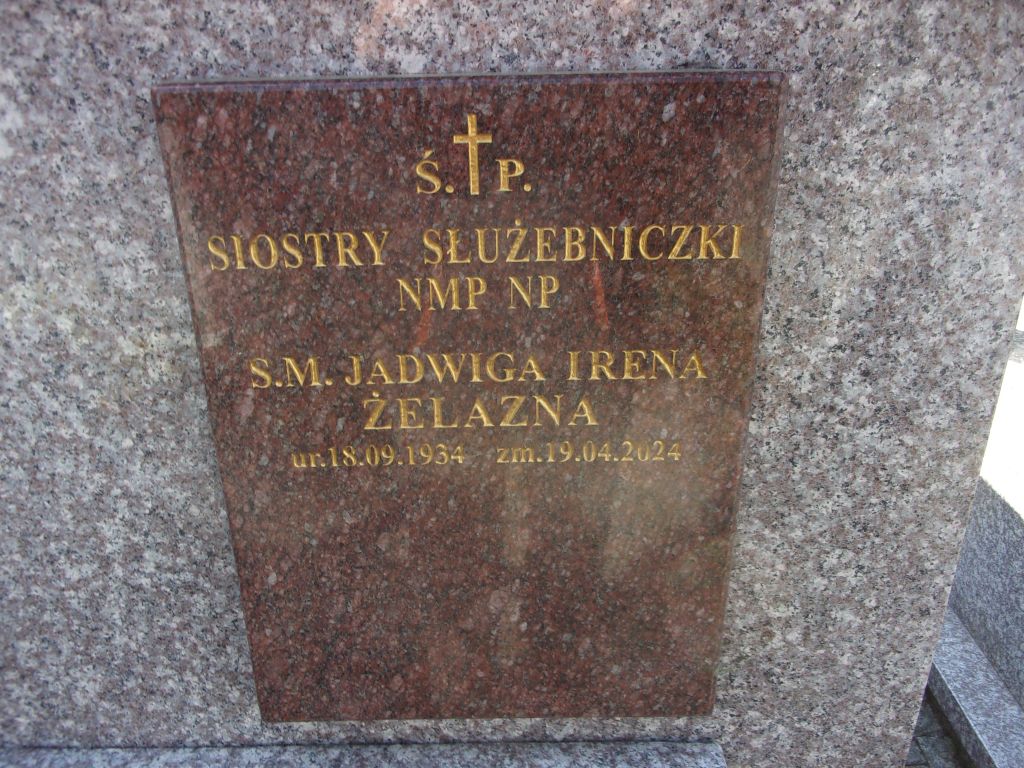 Ś. P.
SIOSTRY SŁUŻEBNICZKI
NMP NP
S.M. JADWIGA IRENA
ŻELAZNA
ur.18.09.1934 zm.19.04.2024